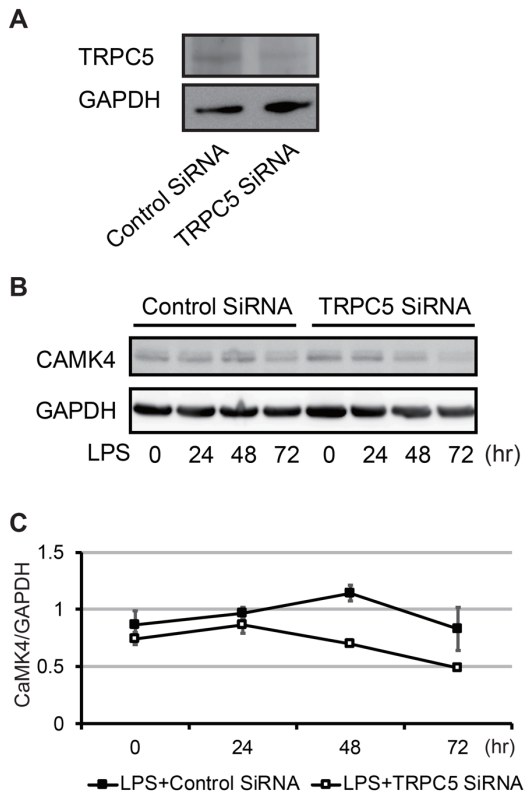 A
TRPC5
GAPDH
Control SiRNA
TRPC5 SiRNA
B
Control SiRNA TRPC5 SiRNA
CAMK4
GAPDH
LPS 0 24 48 72 0 24 48 72 (hr)
C
CaMK4/GAPDH
1.5
1
0.5
0
0 24 48 72 (hr)
LPS+Control SiRNA LPS+TRPC5 SiRNA